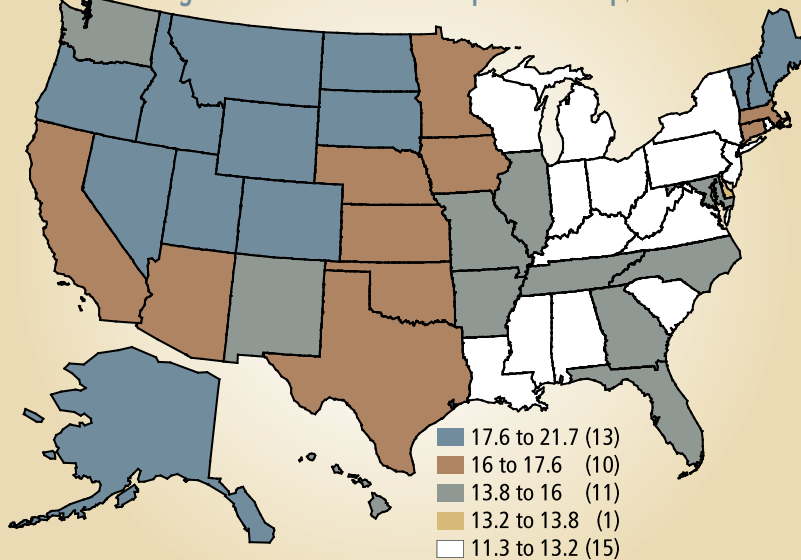 17.6 to 21.7 (13)
16 to 17.6 (10)
13.8 to 16 (11)
13.2 to 13.8 (1)
11.3 to 13.2 (15)